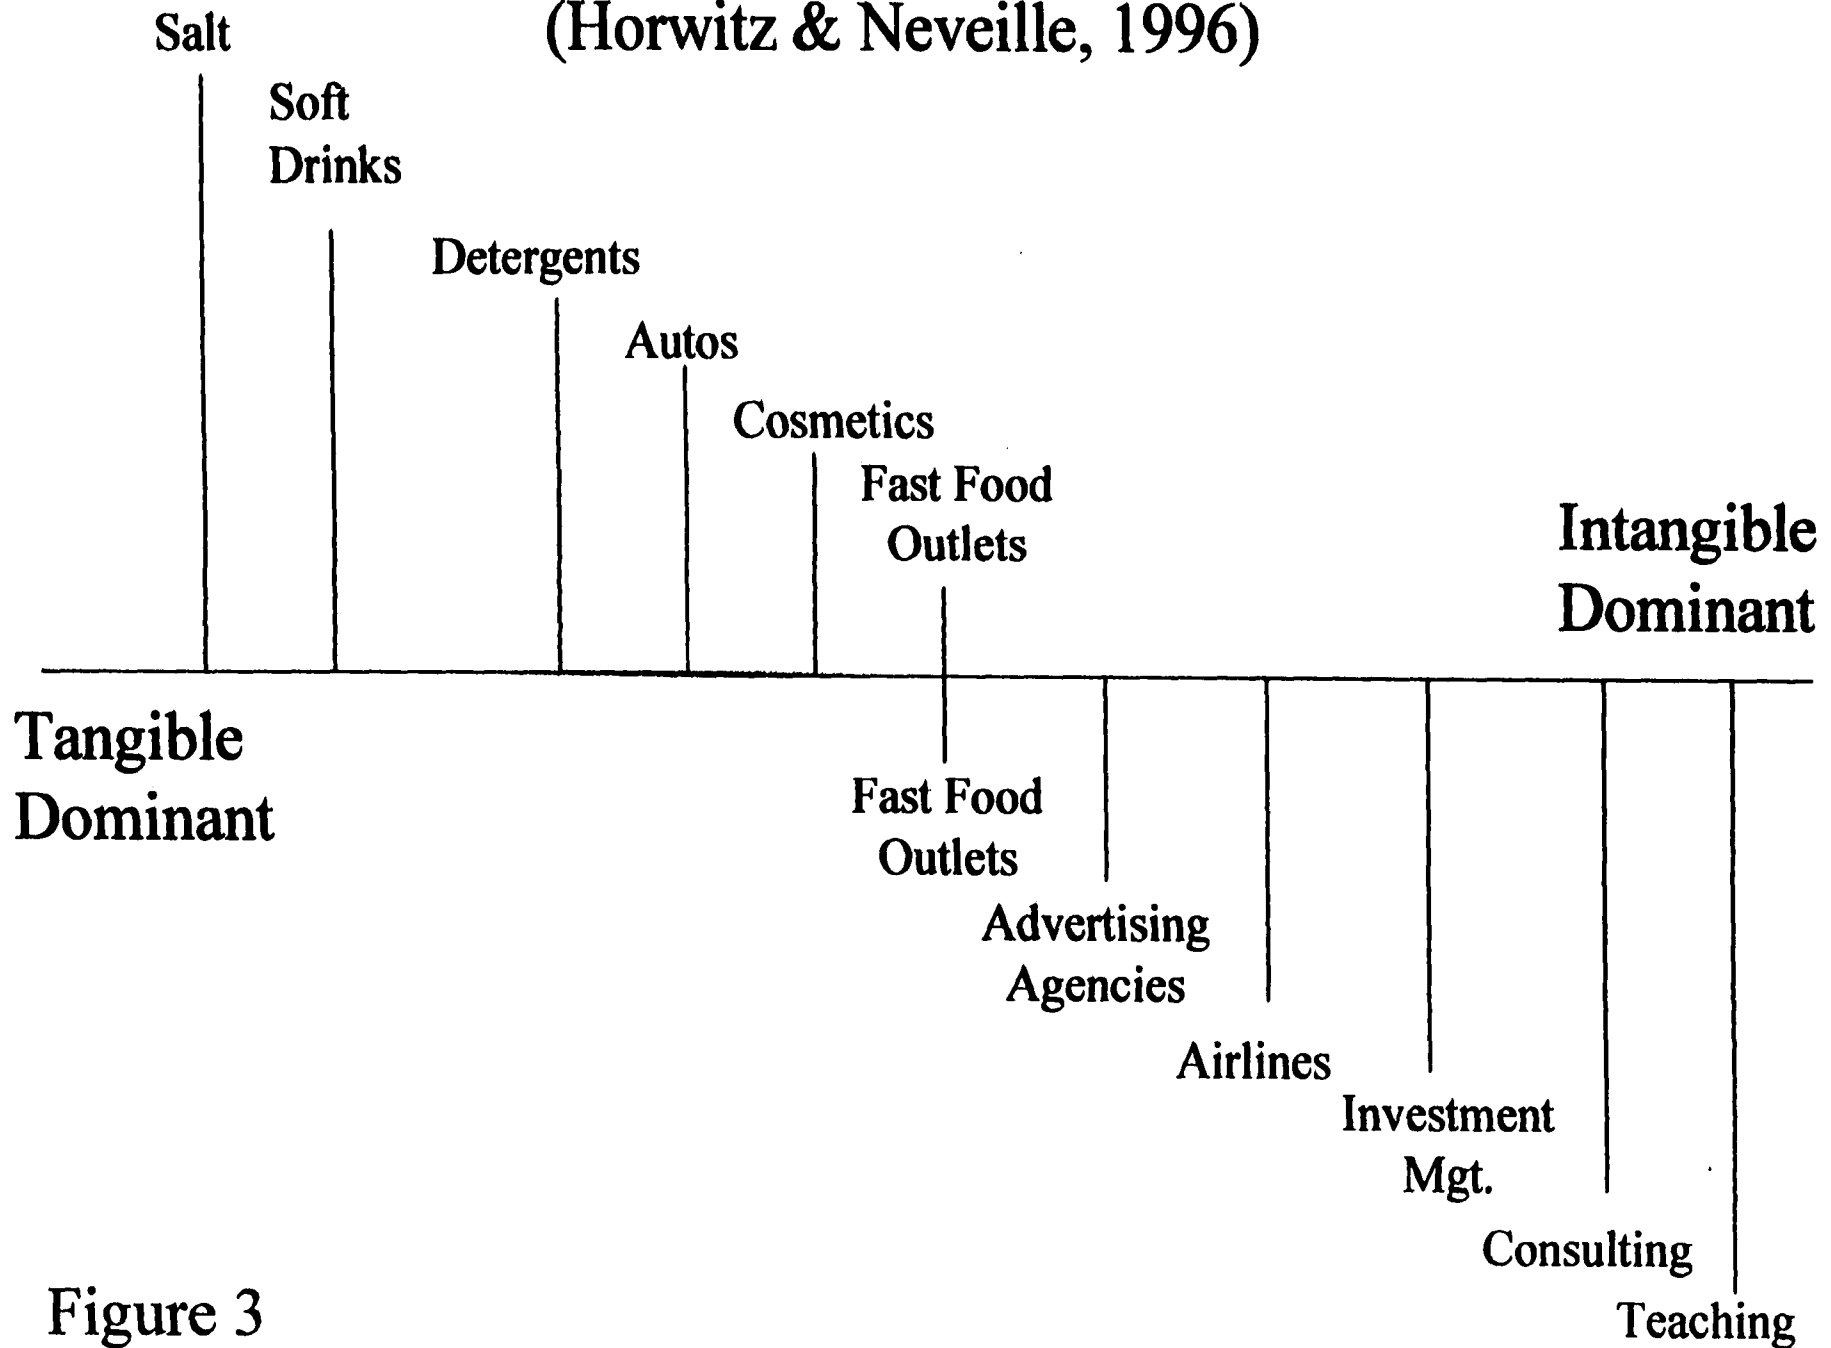 (Horwitz & Neveille, 1996)
Salt
Soft
Drinks
Detergents
Autos
Cosmetics
Fast Food
Outlets
Intangible
Dominant
Tangible
Dominant
Fast Food
Outlets
Advertising
Agencies
Airlines
Investment
Mgt.
Consulting
Teaching
Figure 3